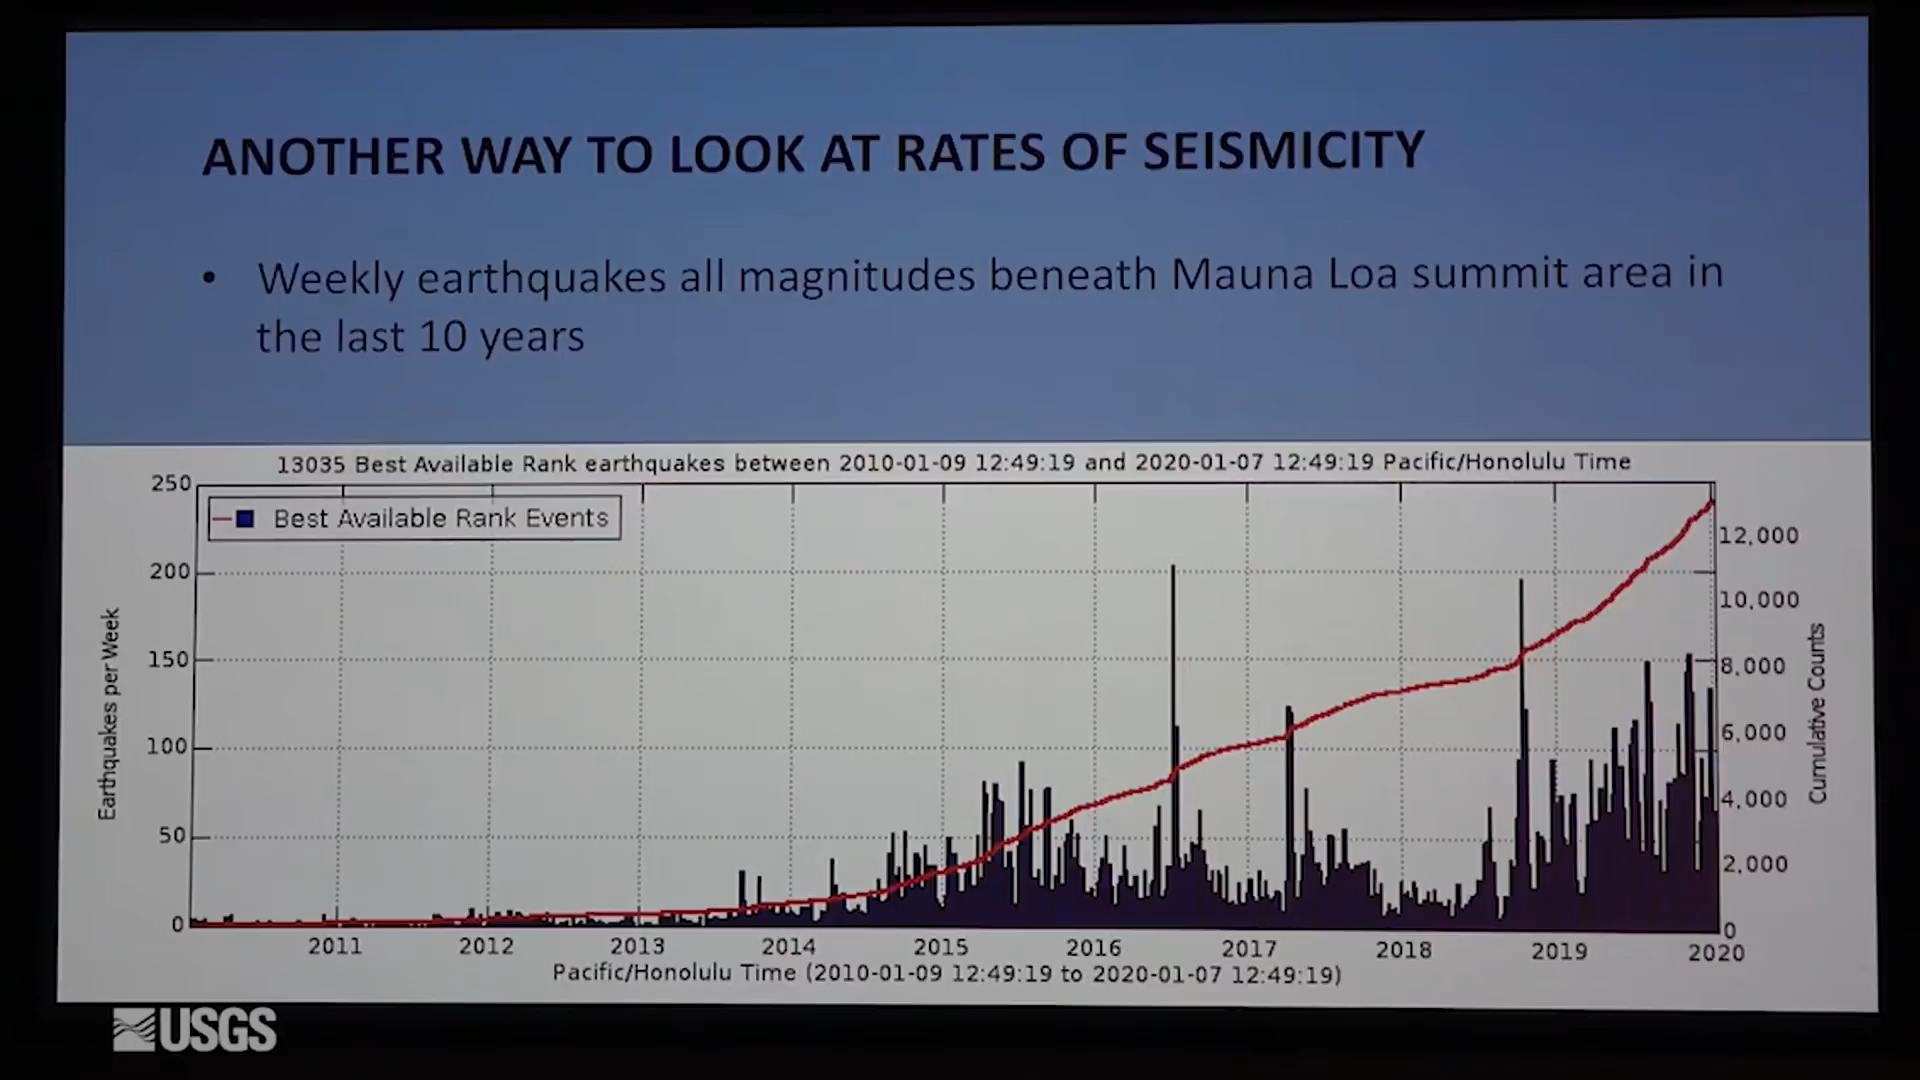 ANOTHER WAY TO LOOK AT RATES OF SEISMICITY
• Weekly earthquakes all magnitudes beneath Mauna Loa summit area in
the last 10 years
13035 Best Available Rank earthquakes between 2010-01-09 12:49:19 and 2020-01-07 12:49:19 Pacific/Honolulu Time
Best Available Rank Events
Earthquakes per Week
250
200
150
100
50
0
12,000
10,000
8,000
6,000
4,000
2,000
0
Cumulative Counts
2011 2012 2013 2014 2015 2016 2017 2018 2019 2020
Pacific/Honolulu Time (2010-01-09 12:49:19 to 2020-01-07 12:49:19)
USGS